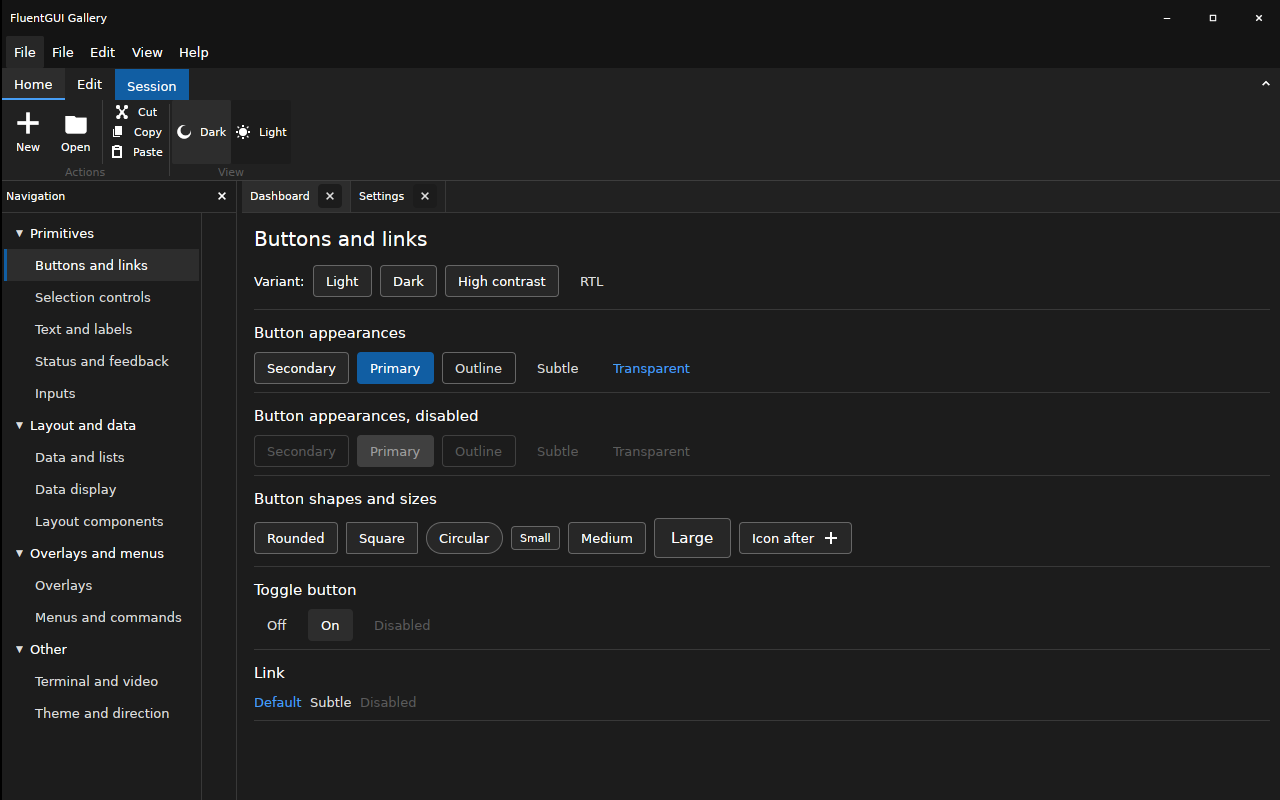 FluentGUI Gallery
File File Edit View Help
Home Edit Session
New Open Cut Copy Paste Dark Light
Actions View
Navigation
Dashboard Settings
Primitives
Buttons and links
Selection controls
Text and labels
Status and feedback
Inputs
Layout and data
Data and lists
Data display
Layout components
Overlays and menus
Overlays
Menus and commands
Other
Terminal and video
Theme and direction
Buttons and links
Variant: Light Dark High contrast RTL
Button appearances
Secondary Primary Outline Subtle Transparent
Button appearances, disabled
Secondary Primary Outline Subtle Transparent
Button shapes and sizes
Rounded Square Circular Small Medium Large Icon after
Toggle button
Off On Disabled
Link
Default Subtle Disabled